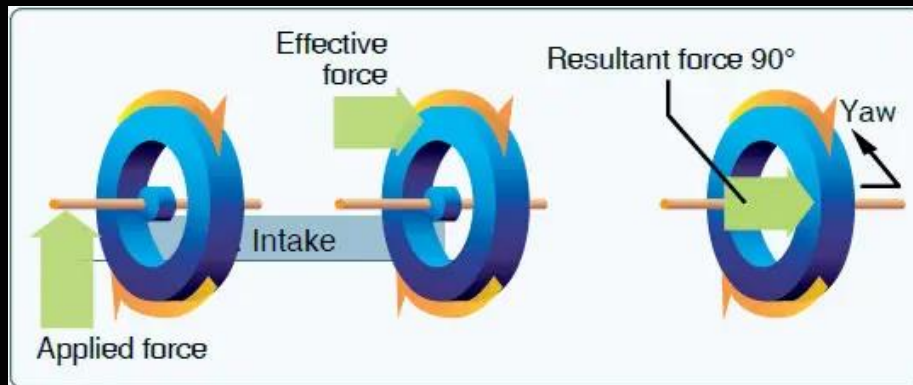 Effective
force
Resultant force 90°
Yaw
. Intake
Applied force